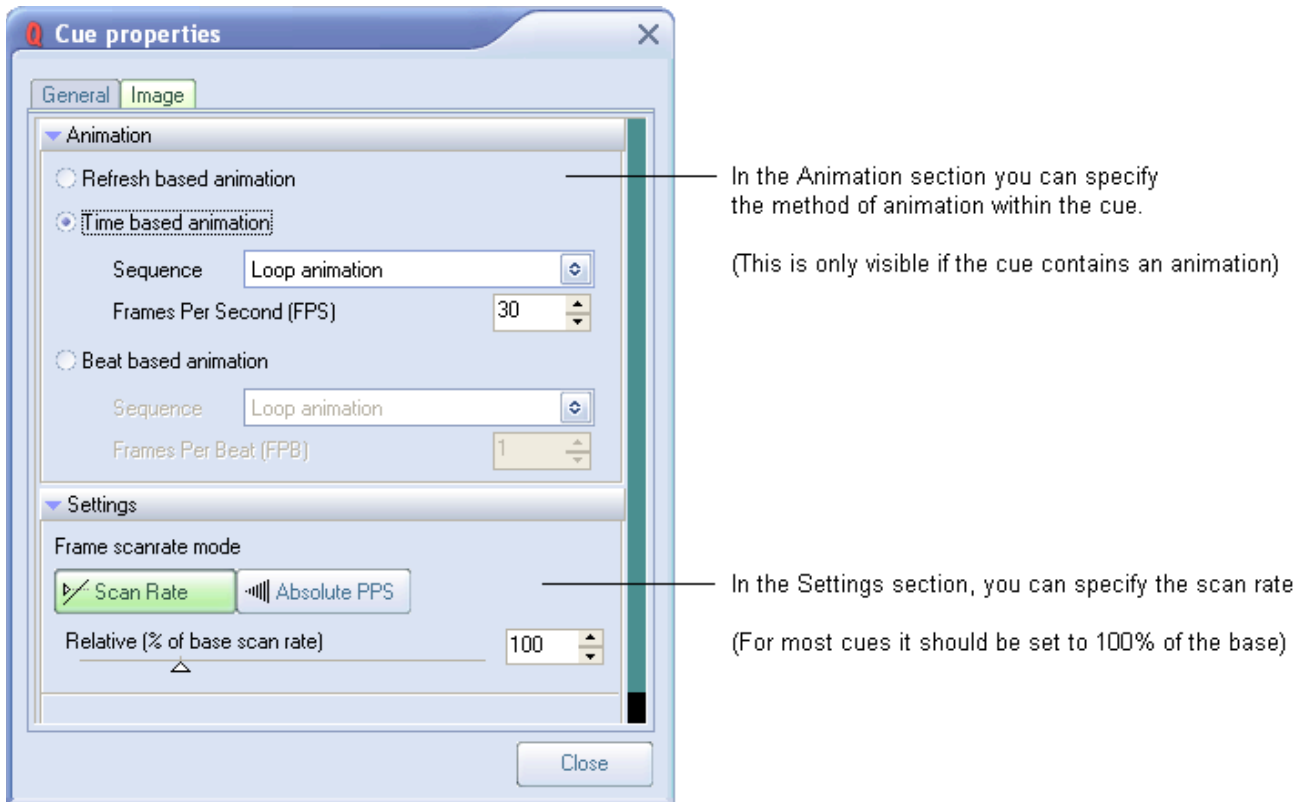 Cue properties
General Image
Animation
Refresh based animation
Time based animation
Sequence Loop animation
Frames Per Second (FPS) 30
Beat based animation
Sequence Loop animation
Frames Per Beat (FPB) 1
Settings
Frame scanrate mode
Scan Rate Absolute PPS
Relative (% of base scan rate) 100
Close
In the Animation section you can specify
the method of animation within the cue.
(This is only visible if the cue contains an animation)
In the Settings section, you can specify the scan rate
(For most cues it should be set to 100% of the base)